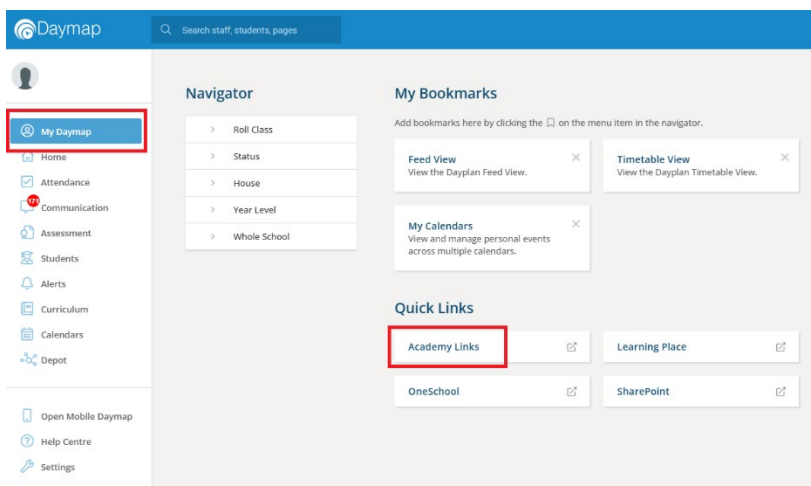 Daymap
Search staff, students, pages
My Daymap
Home
Attendance
171
Communication
Assessment
Students
Alerts
Curriculum
Calendars
Depot
Open Mobile Daymap
Help Centre
Settings
Navigator
Roll Class
Status
House
Year Level
Whole School
My Bookmarks
Add bookmarks here by clicking the on the menu item in the navigator.
Feed View
View the Dayplan Feed View.
Timetable View
View the Dayplan Timetable View.
My Calendars
View and manage personal events
across multiple calendars.
Quick Links
Academy Links
Learning Place
OneSchool
SharePoint